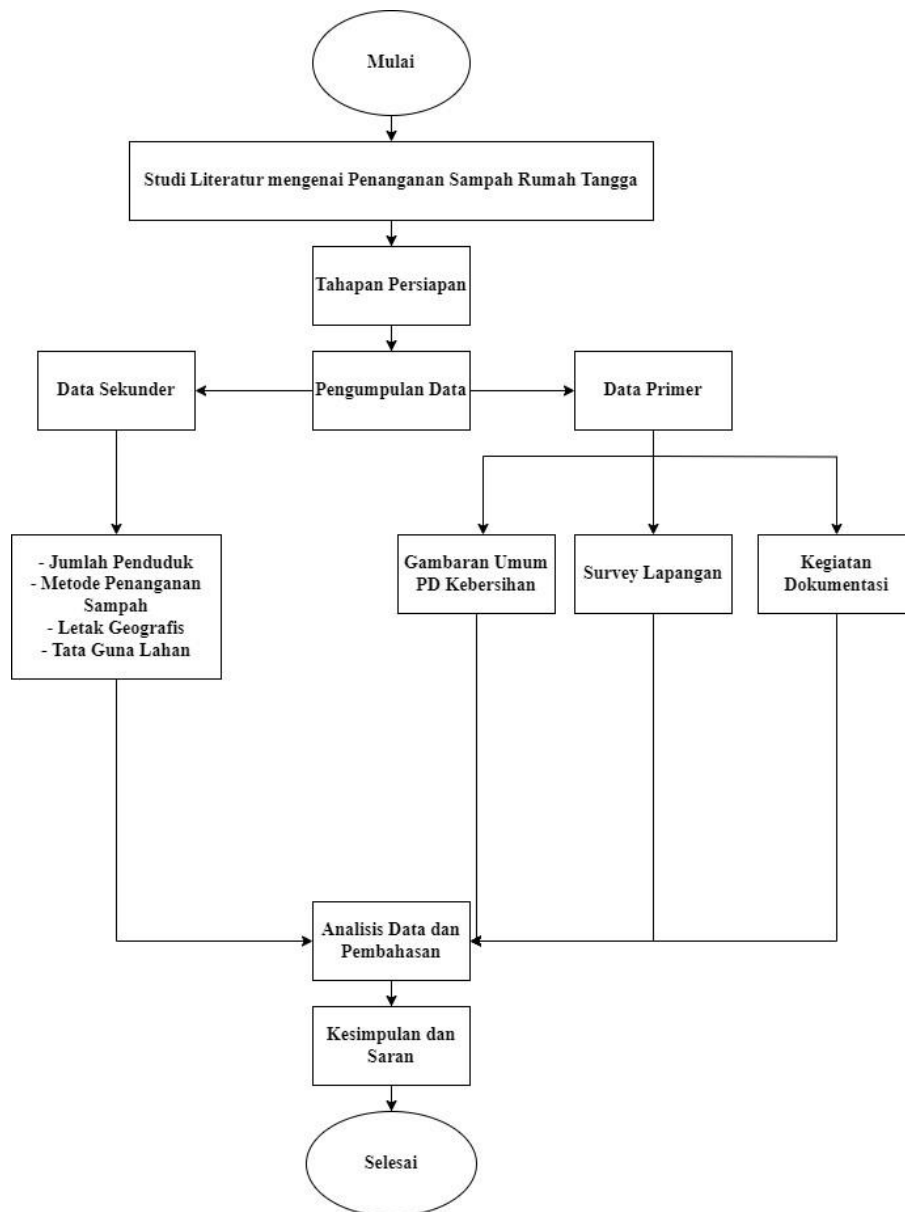 Mulai
Studi Literatur mengenai Penanganan Sampah Rumah Tangga
Tahapan Persiapan
Data Sekunder
Pengumpulan Data
Data Primer
- Jumlah Penduduk
- Metode Penanganan
Sampah
- Letak Geografis
- Tata Guna Lahan
Gambaran Umum
PD Kebersihan
Survey Lapangan
Kegiatan
Dokumentasi
Analisis Data dan
Pembahasan
Kesimpulan dan
Saran
Selesai